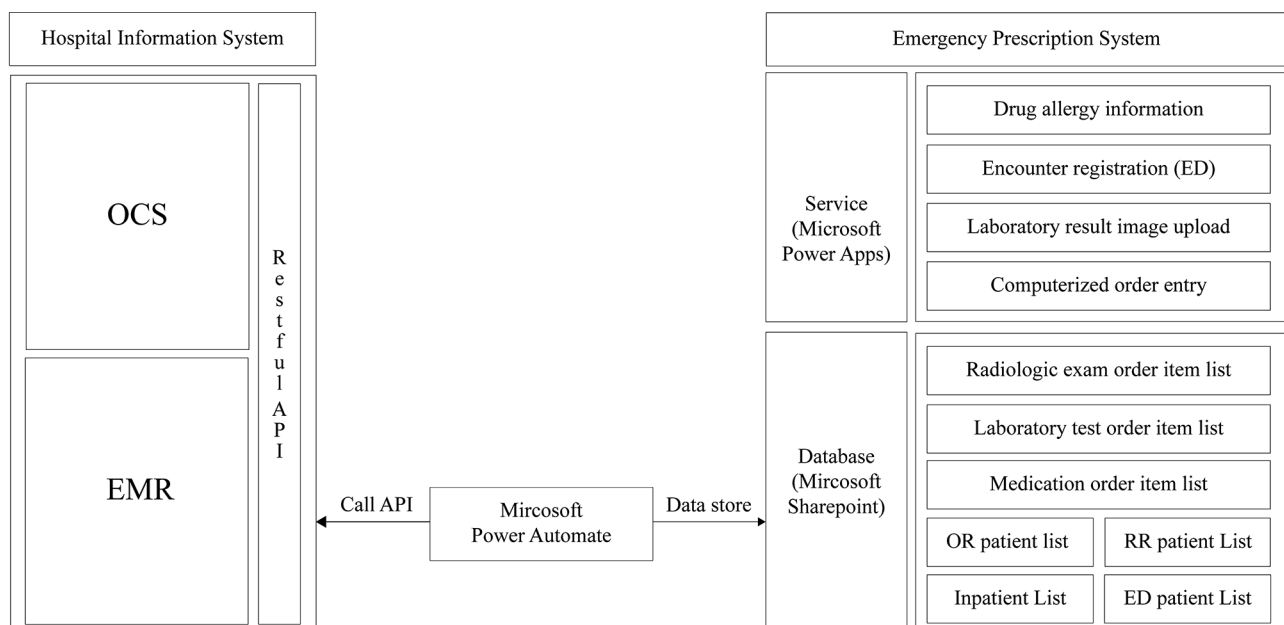 Hospital Information System
OCS
EMR
Restful API
Call API
Mircosoft
Power Automate
Data store
Emergency Prescription System
Service
(Microsoft
Power Apps)
Drug allergy information
Encounter registration (ED)
Laboratory result image upload
Computerized order entry
Database
(Mircosoft
Sharepoint)
Radiologic exam order item list
Laboratory test order item list
Medication order item list
OR patient list
RR patient List
Inpatient List
ED patient List